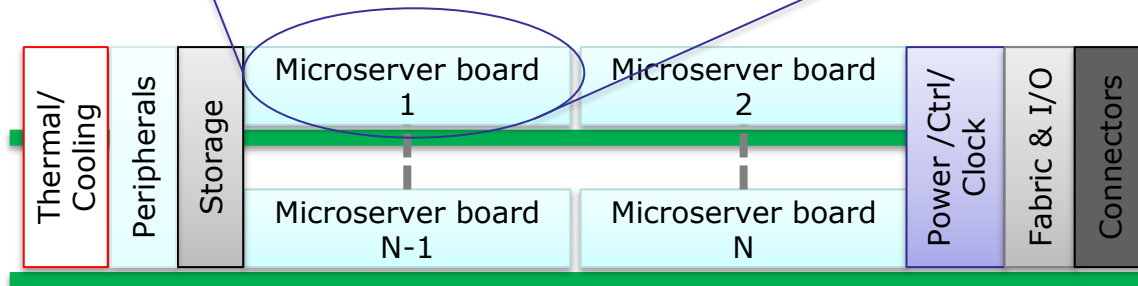 Thermal/
Cooling
Peripherals
Storage
Microserver board
1
Microserver board
2
Microserver board
N-1
Microserver board
N
Power /Ctrl/
Clock
Fabric & I/O
Connectors